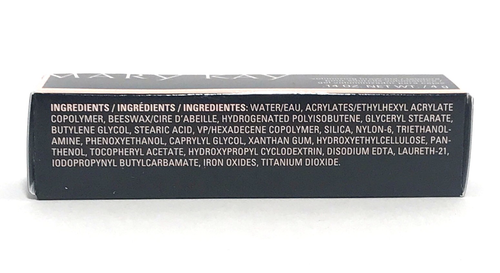 MARY KAY
.14 OZ. NET WT. / 4 g
INGREDIENTS / INGRÉDIENTS / INGREDIENTES: WATER/EAU, ACRYLATES/ETHYLHEXYL ACRYLATE
COPOLYMER, BEESWAX/CIRE D'ABEILLE, HYDROGENATED POLYISOBUTENE, GLYCERYL STEARATE,
BUTYLENE GLYCOL, STEARIC ACID, VP/HEXADECENE COPOLYMER, SILICA, NYLON-6, TRIETHANOL-
AMINE, PHENOXYETHANOL, CAPRYLYL GLYCOL, XANTHAN GUM, HYDROXYETHYLCELLULOSE, PAN-
THENOL, TOCOPHERYL ACETATE, HYDROXYPROPYL CYCLODEXTRIN, DISODIUM EDTA, LAURETH-21,
IODOPROPYNYL BUTYLCARBAMATE, IRON OXIDES, TITANIUM DIOXIDE.